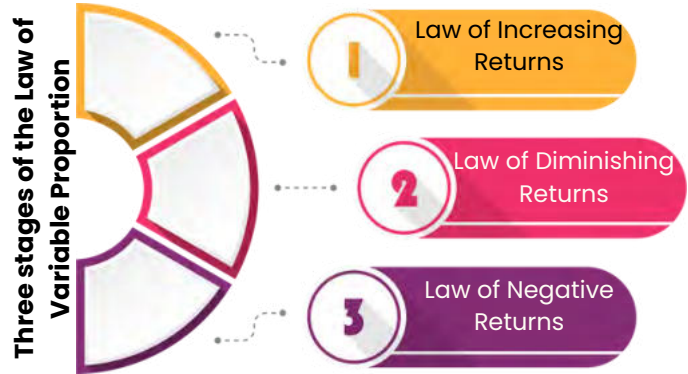 Three stages of the Law of
Variable Proportion
1
Law of Increasing
Returns
2
Law of Diminishing
Returns
3
Law of Negative
Returns